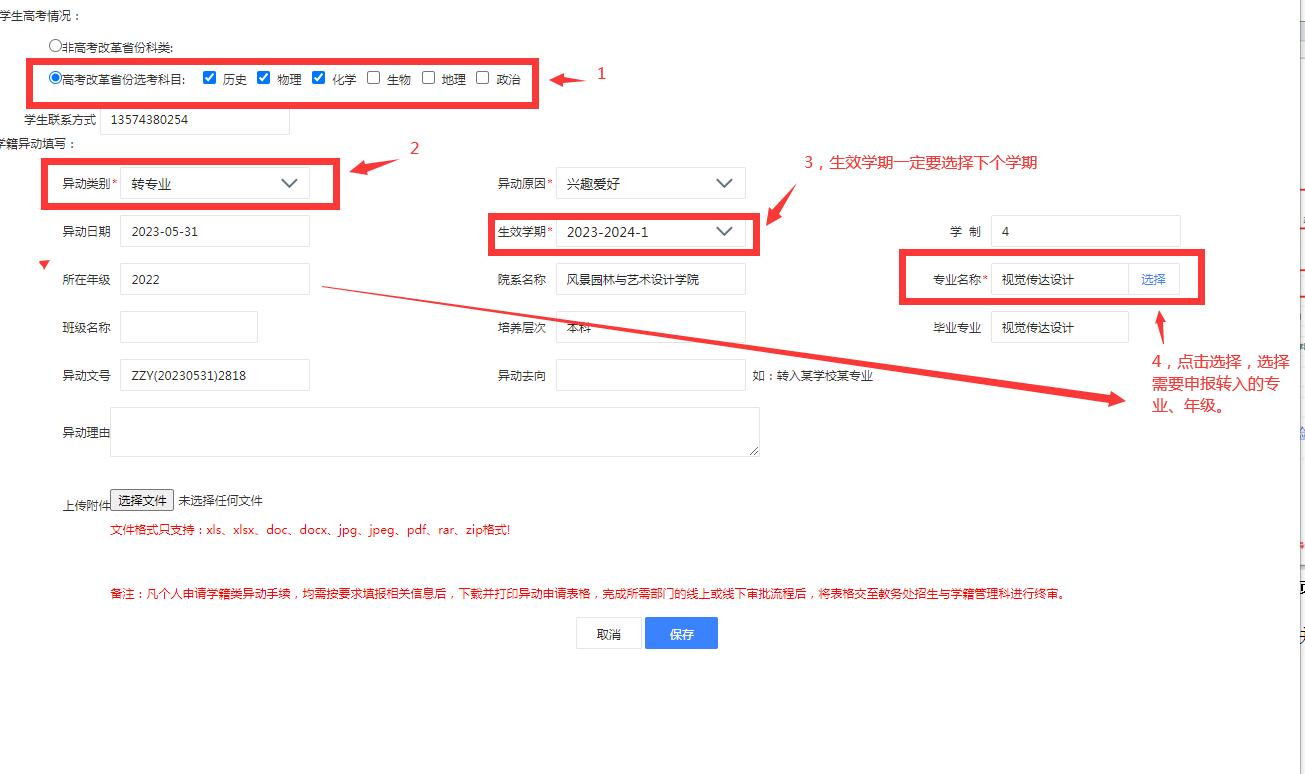 学生高考情况：
非高考改革省份科类:
高考改革省份选考科目: 历史 物理 化学 生物 地理 政治
1
学生联系方式 13574380254
学籍异动填写：
2
3，生效学期一定要选择下个学期
异动类别* 转专业 异动原因* 兴趣爱好
异动日期 2023-05-31 生效学期* 2023-2024-1 学 制 4
所在年级 2022 院系名称 风景园林与艺术设计学院 专业名称* 视觉传达设计 选择
班级名称 培养层次 本科 毕业专业 视觉传达设计
4，点击选择，选择
需要申报转入的专
业、年级。
异动文号 ZZY(20230531)2818 异动去向 如：转入某学校某专业
异动理由
上传附件 选择文件 未选择任何文件
文件格式只支持：xls、xlsx、doc、docx、jpg、jpeg、pdf、rar、zip格式!
备注：凡个人申请学籍类异动手续，均需按要求填报相关信息后，下载并打印异动申请表格，完成所需部门的线上或线下审批流程后，将表格交至教务处招生与学籍管理科进行终审。
取消 保存